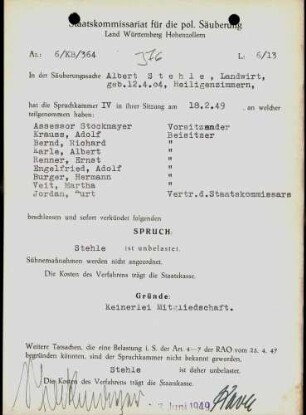 Staatskommissariat für die pol. Säuberung
Land Württemberg Hohenzollern
Az.: 6/KB/364 376 L: 6/13
In der Säuberungssache Albert Stehle, Landwirt,
geb.12.4.04, Heiligenzimmern,
hat die Spruchkammer IV in ihrer Sitzung am 18.2.49 , an welcher
teilgenommen haben:
Assessor Stockmayer Vorsitzender
Krauss, Adolf Beisitzer
Bernd, Richard "
Karle, Albert "
Renner, Ernst "
Engelfried, Adolf "
Burger, Hermann "
Veit, Martha "
Jordan, Kurt Vertr.d.Staatskommissars
beschlossen und sofort verkündet folgenden
SPRUCH:
Stehle ist unbelastet.
Sühnemaßnahmen werden nicht angeordnet.
Die Kosten des Verfahrens trägt die Staatskasse.
Gründe:
Keinerlei Mitgliedschaft.
Weitere Tatsachen, die eine Belastung i. S. der Art. 4–7 der RAO vom 25. 4. 47
begründen könnten, sind der Spruchkammer nicht bekannt geworden.
Stehle ist daher unbelastet.
Die Kosten des Verfahrens trägt die Staatskasse.
Juni 1949